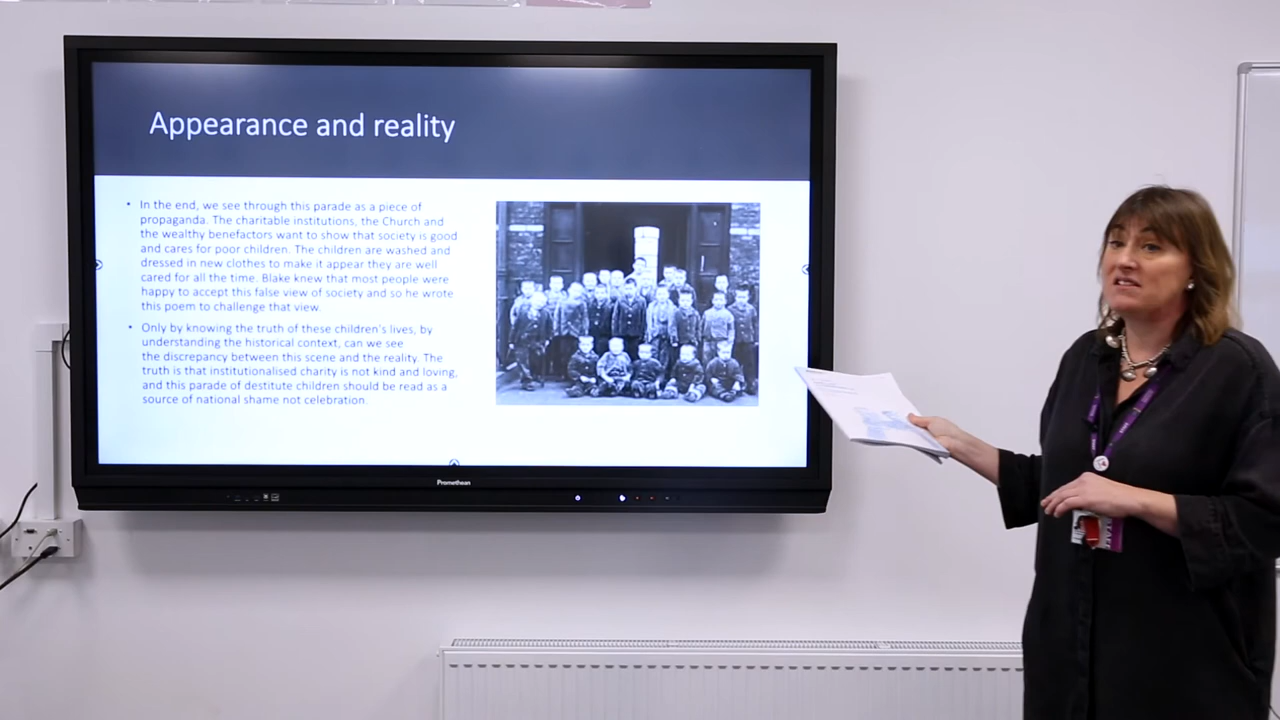 Appearance and reality
• In the end, we see through this parade as a piece of
propaganda. The charitable institutions, the Church and
the wealthy benefactors want to show that society is good
and cares for poor children. The children are washed and
dressed in new clothes to make it appear they are well
cared for all the time. Blake knew that most people were
happy to accept this false view of society and so he wrote
this poem to challenge that view.
• Only by knowing the truth of these children's lives, by
understanding the historical context, can we see
the discrepancy between this scene and the reality. The
truth is that institutionalised charity is not kind and loving,
and this parade of destitute children should be read as a
source of national shame not celebration.
Promethean
STAFF